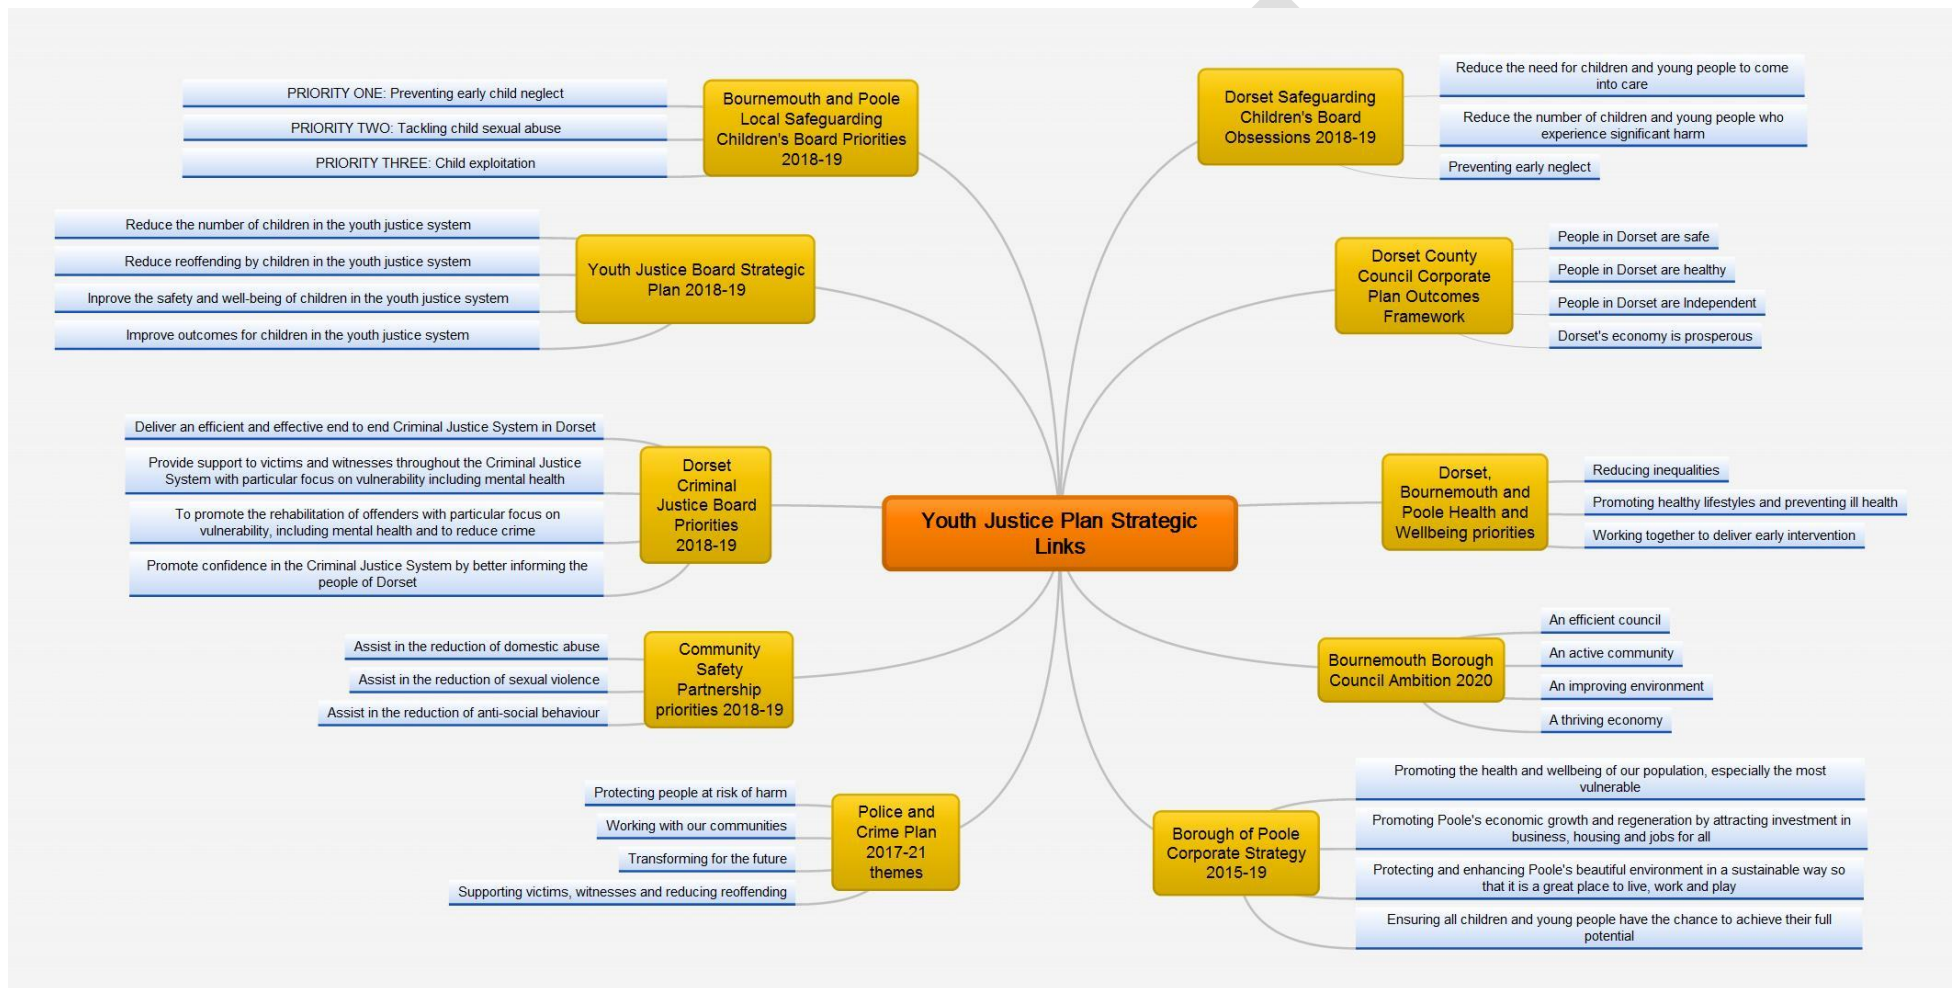 Bournemouth and Poole
Local Safeguarding
Children's Board Priorities
2018-19
PRIORITY ONE: Preventing early child neglect
PRIORITY TWO: Tackling child sexual abuse
PRIORITY THREE: Child exploitation
Youth Justice Board Strategic
Plan 2018-19
Reduce the number of children in the youth justice system
Reduce reoffending by children in the youth justice system
Inprove the safety and well-being of children in the youth justice system
Improve outcomes for children in the youth justice system
Dorset
Criminal
Justice Board
Priorities
2018-19
Deliver an efficient and effective end to end Criminal Justice System in Dorset
Provide support to victims and witnesses throughout the Criminal Justice
System with particular focus on vulnerability including mental health
To promote the rehabilitation of offenders with particular focus on
vulnerability, including mental health and to reduce crime
Promote confidence in the Criminal Justice System by better informing the
people of Dorset
Community
Safety
Partnership
priorities 2018-19
Assist in the reduction of domestic abuse
Assist in the reduction of sexual violence
Assist in the reduction of anti-social behaviour
Police and
Crime Plan
2017-21
themes
Protecting people at risk of harm
Working with our communities
Transforming for the future
Supporting victims, witnesses and reducing reoffending
Youth Justice Plan Strategic
Links
Dorset Safeguarding
Children's Board
Obsessions 2018-19
Reduce the need for children and young people to come
into care
Reduce the number of children and young people who
experience significant harm
Preventing early neglect
Dorset County
Council Corporate
Plan Outcomes
Framework
People in Dorset are safe
People in Dorset are healthy
People in Dorset are Independent
Dorset's economy is prosperous
Dorset,
Bournemouth and
Poole Health and
Wellbeing priorities
Reducing inequalities
Promoting healthy lifestyles and preventing ill health
Working together to deliver early intervention
Bournemouth Borough
Council Ambition 2020
An efficient council
An active community
An improving environment
A thriving economy
Borough of Poole
Corporate Strategy
2015-19
Promoting the health and wellbeing of our population, especially the most
vulnerable
Promoting Poole's economic growth and regeneration by attracting investment in
business, housing and jobs for all
Protecting and enhancing Poole's beautiful environment in a sustainable way so
that it is a great place to live, work and play
Ensuring all children and young people have the chance to achieve their full
potential